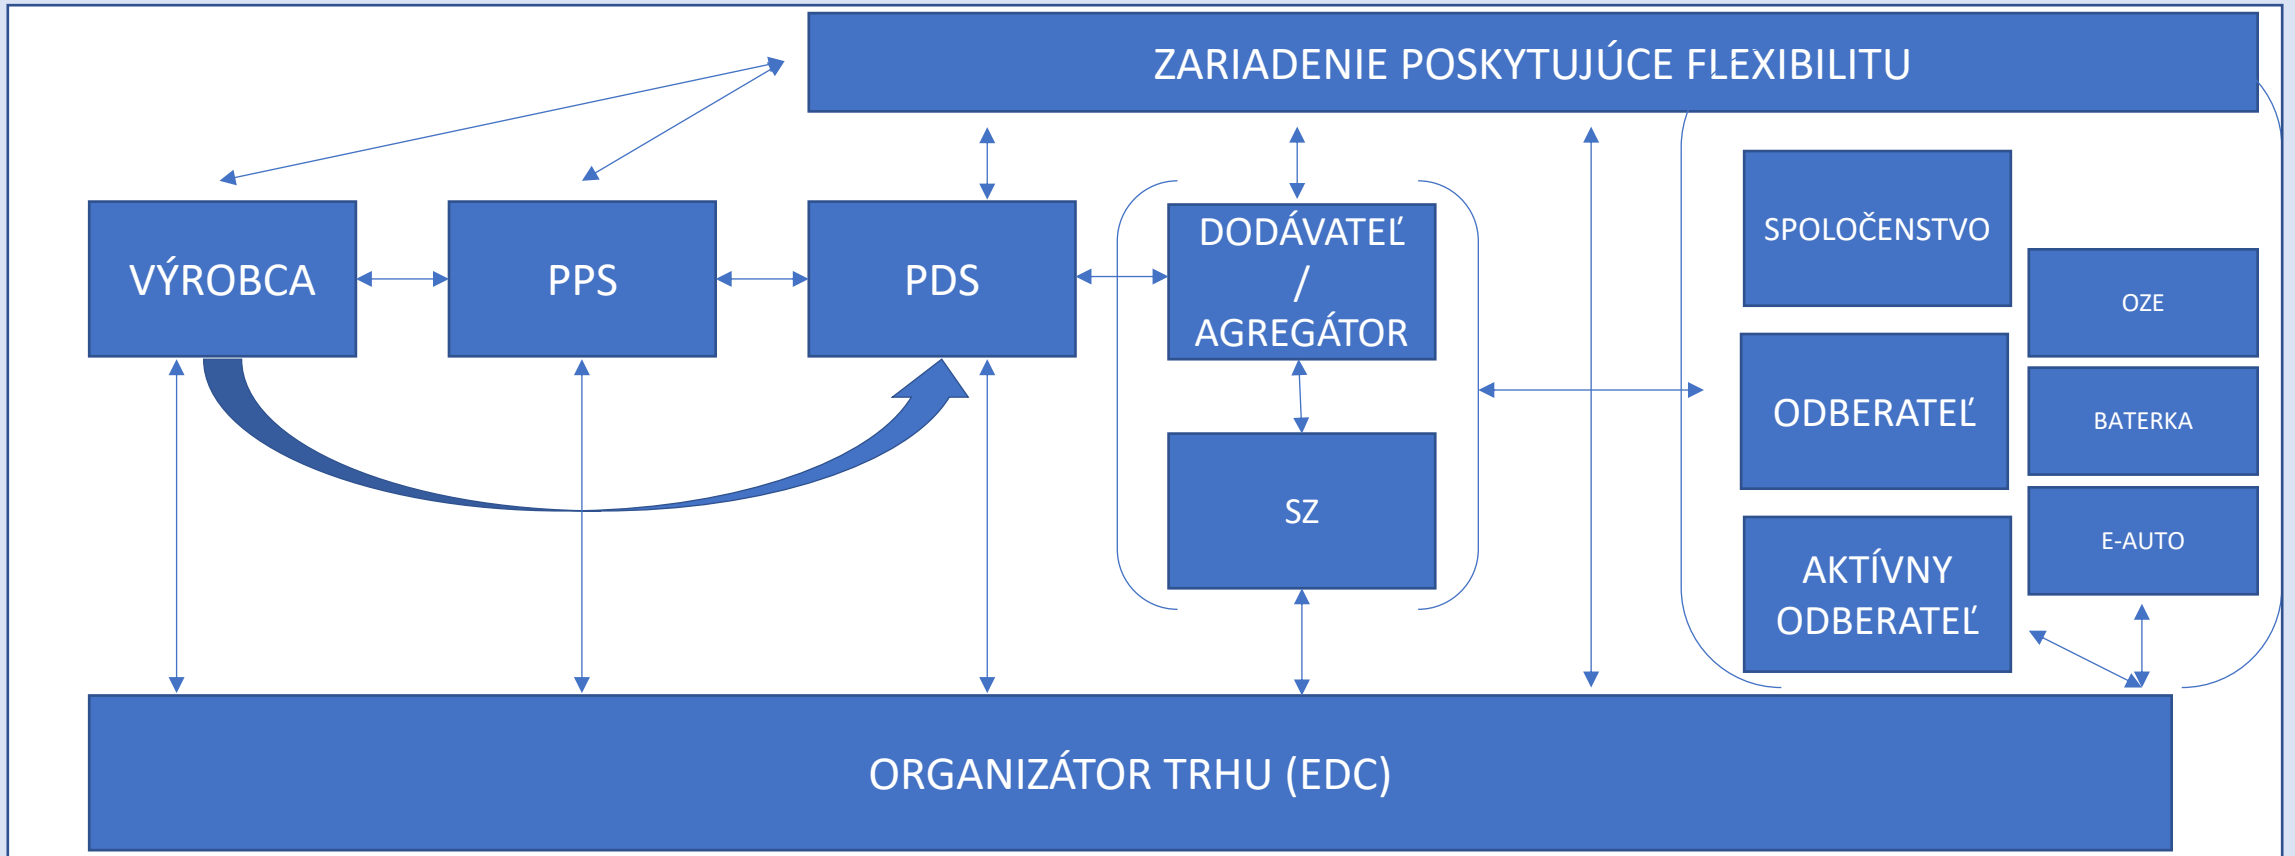 ZARIADENIE POSKYTUJÚCE FLEXIBILITU
VÝROBCA
PPS
PDS
DODÁVATEĽ
/
AGREGÁTOR
SZ
SPOLOČENSTVO
ODBERATEĽ
AKTÍVNY
ODBERATEĽ
OZE
BATERKA
E-AUTO
ORGANIZÁTOR TRHU (EDC)